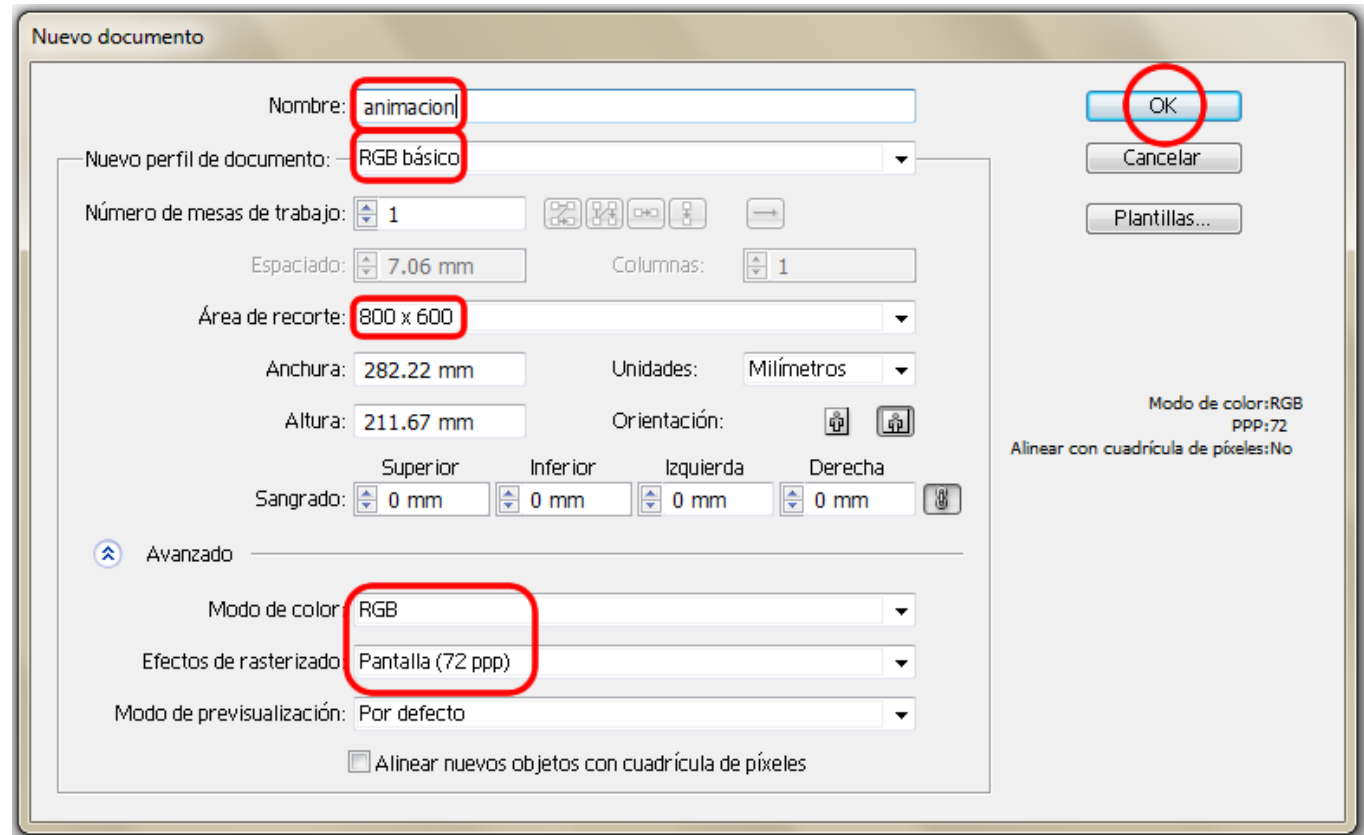 Nuevo documento
Nombre: animacion
OK
Nuevo perfil de documento: RGB básico
Cancelar
Número de mesas de trabajo: 1
Plantillas...
Espaciado: 7.06 mm Columnas: 1
Área de recorte: 800 x 600
Anchura: 282.22 mm Unidades: Milímetros
Altura: 211.67 mm Orientación:
Modo de color:RGB
PPP:72
Alinear con cuadrícula de píxeles:No
Superior Inferior Izquierda Derecha
Sangrado: 0 mm 0 mm 0 mm 0 mm
Avanzado
Modo de color: RGB
Efectos de rasterizado: Pantalla (72 ppp)
Modo de previsualización: Por defecto
Alinear nuevos objetos con cuadrícula de píxeles